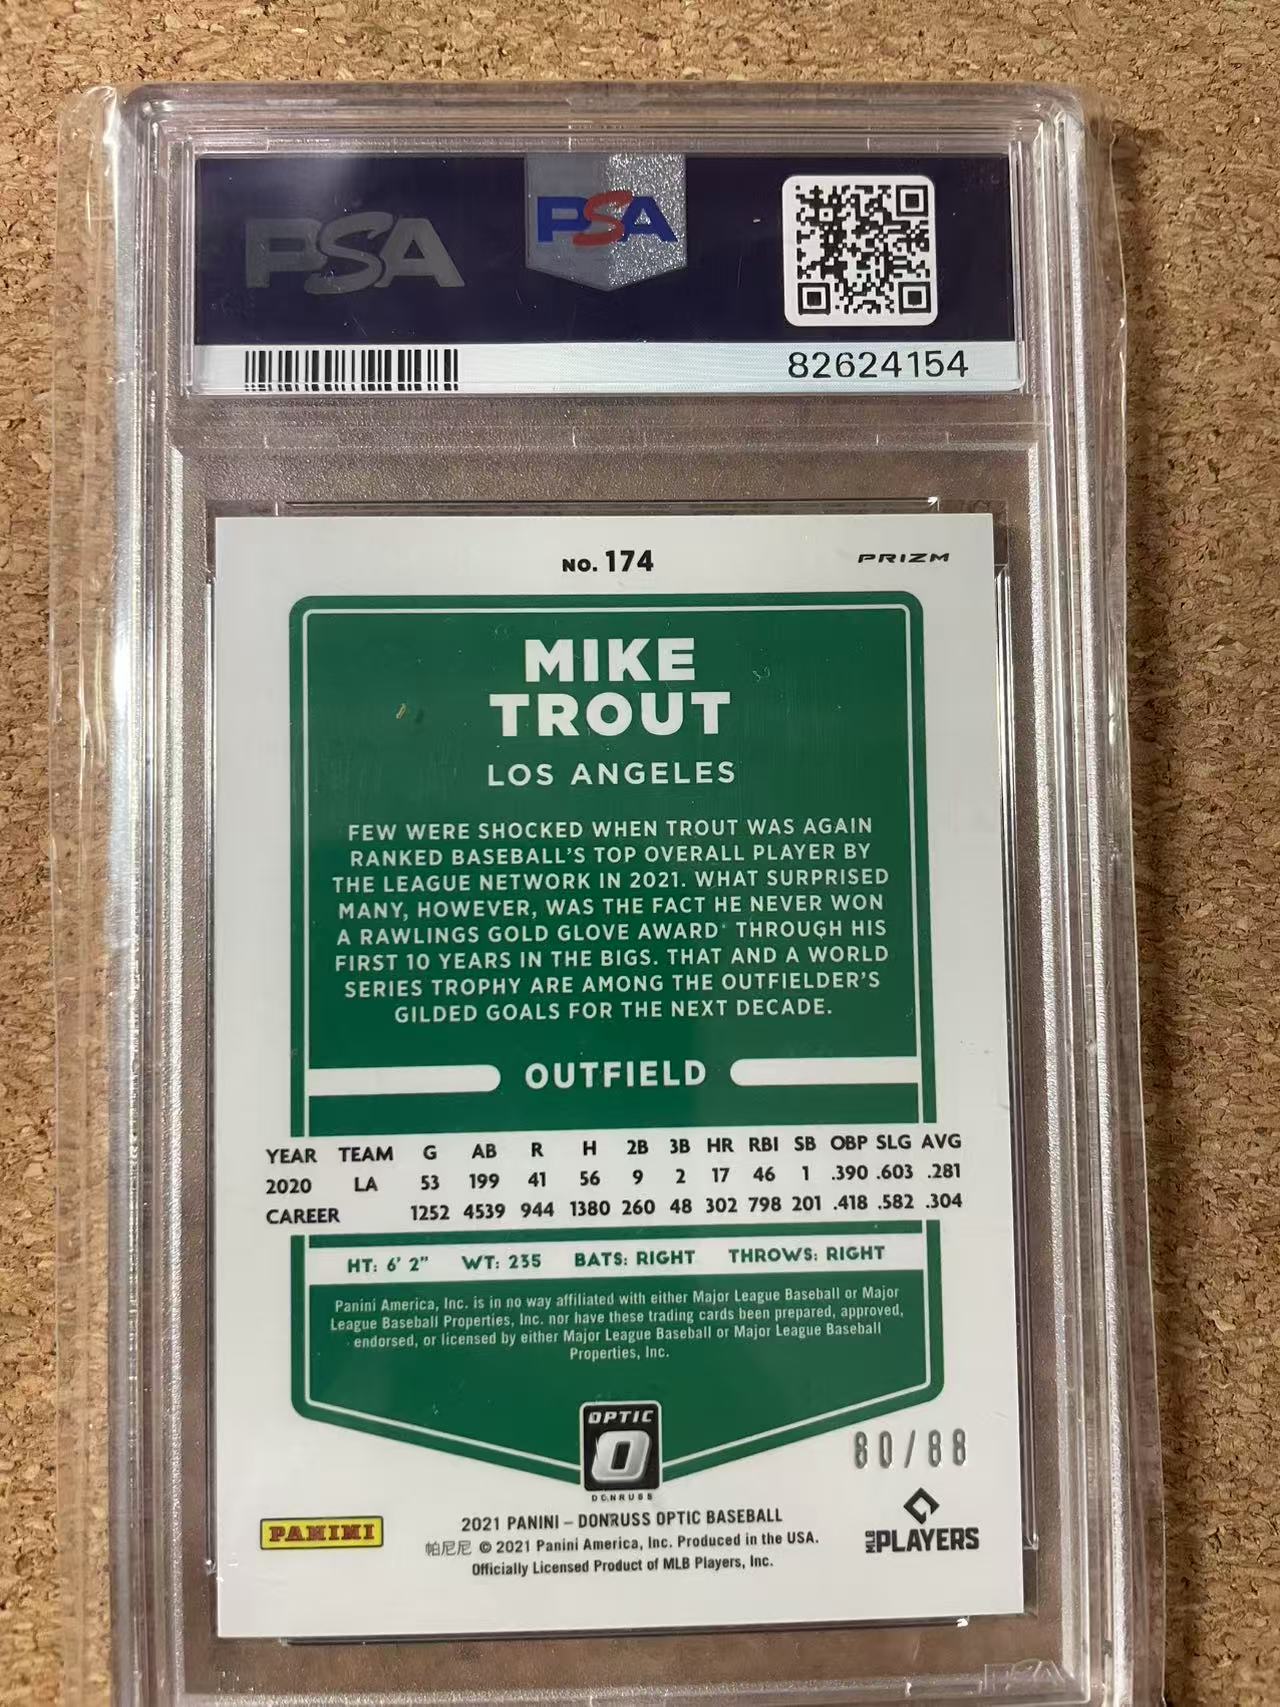 PSA
PSA
82624154
NO. 174
PRIZM
MIKE
TROUT
LOS ANGELES
FEW WERE SHOCKED WHEN TROUT WAS AGAIN
RANKED BASEBALL'S TOP OVERALL PLAYER BY
THE LEAGUE NETWORK IN 2021. WHAT SURPRISED
MANY, HOWEVER, WAS THE FACT HE NEVER WON
A RAWLINGS GOLD GLOVE AWARD® THROUGH HIS
FIRST 10 YEARS IN THE BIGS. THAT AND A WORLD
SERIES TROPHY ARE AMONG THE OUTFIELDER'S
GILDED GOALS FOR THE NEXT DECADE.
OUTFIELD
YEAR TEAM G AB R H 2B 3B HR RBI SB OBP SLG AVG
2020 LA 53 199 41 56 9 2 17 46 1 .390 .603 .281
CAREER 1252 4539 944 1380 260 48 302 798 201 .418 .582 .304
HT: 6' 2" WT: 235 BATS: RIGHT THROWS: RIGHT
Panini America, Inc. is in no way affiliated with either Major League Baseball or Major
League Baseball Properties, Inc. nor have these trading cards been prepared, approved,
endorsed, or licensed by either Major League Baseball or Major League Baseball
Properties, Inc.
OPTIC
DONRUSS
80/88
PANINI
2021 PANINI – DONRUSS OPTIC BASEBALL
帕尼尼 © 2021 Panini America, Inc. Produced in the USA.
Officially Licensed Product of MLB Players, Inc.
MLB PLAYERS
PSA